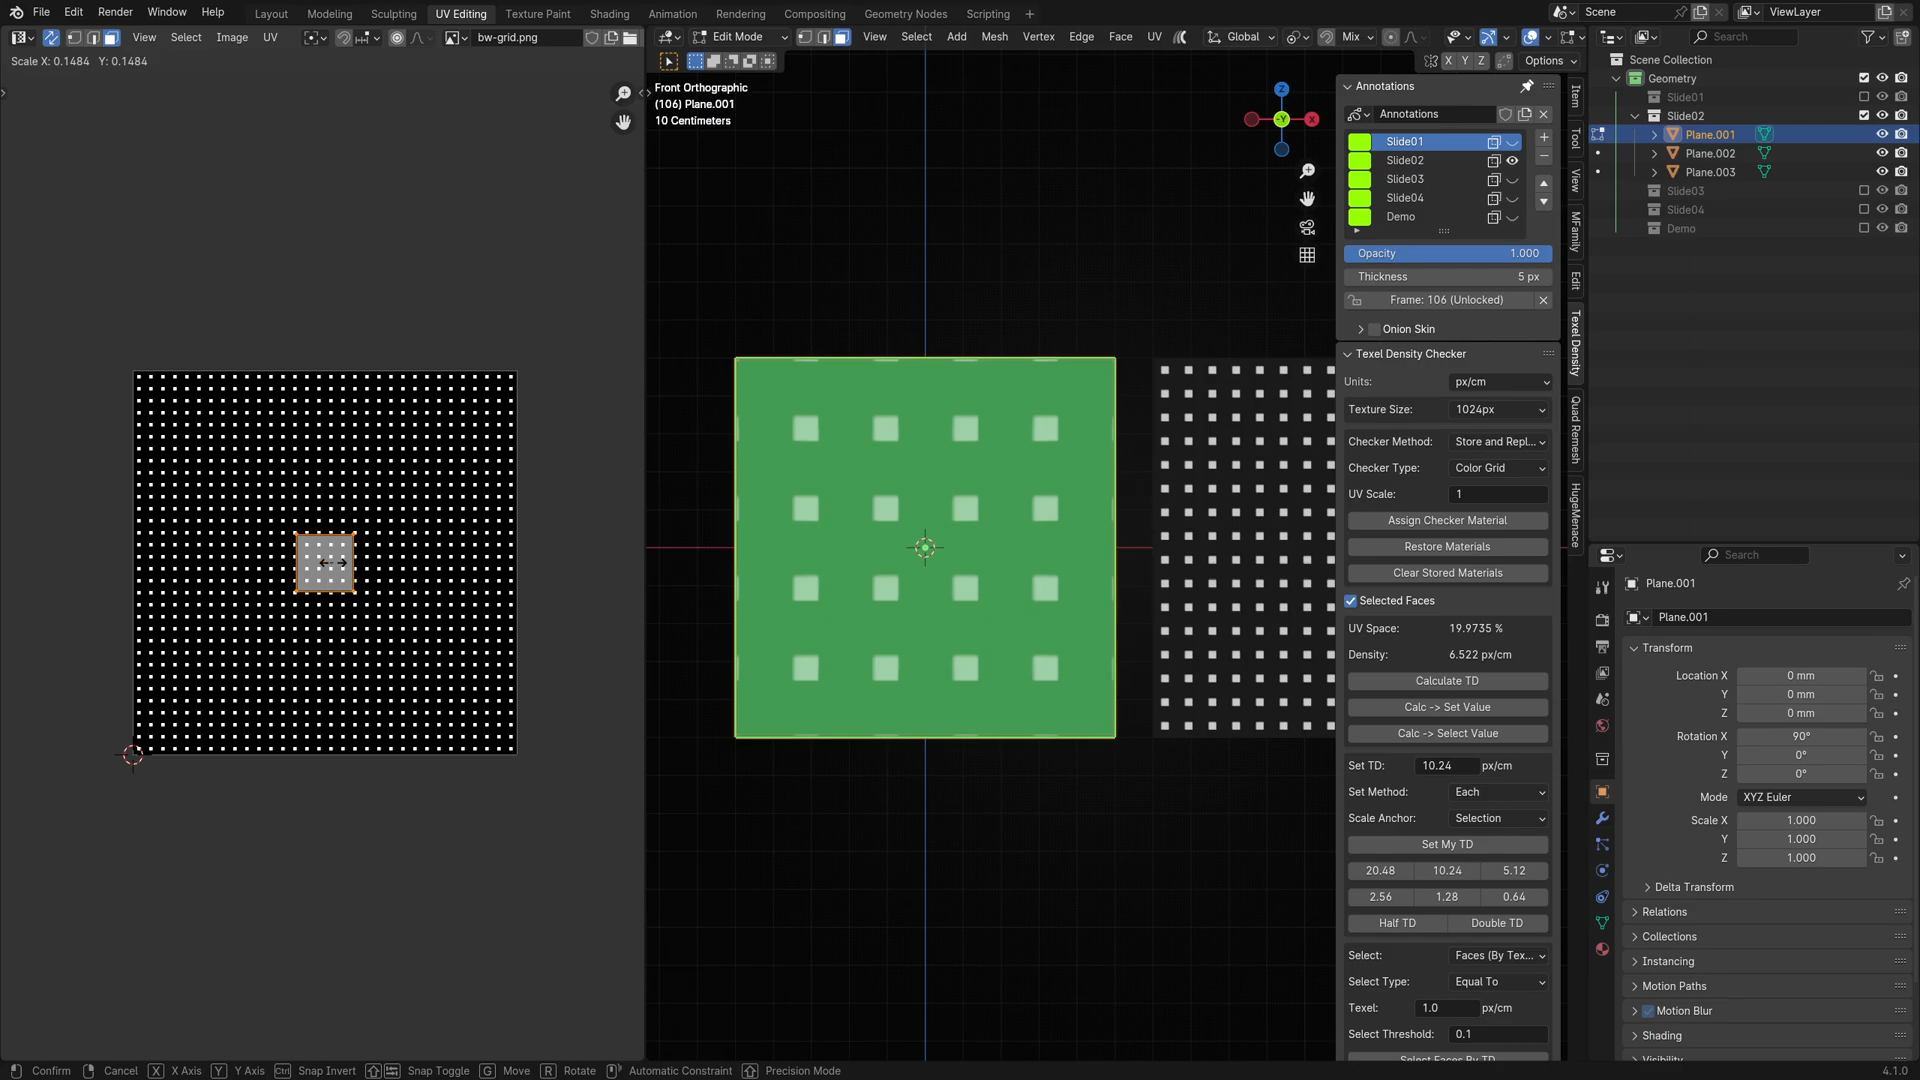 File Edit Render Window Help Layout Modeling Sculpting UV Editing Texture Paint Shading Animation Rendering Compositing Geometry Nodes Scripting + Scene ViewLayer
View Select Image UV bw-grid.png Edit Mode View Select Add Mesh Vertex Edge Face UV Global Mix Search
Scale X: 0.1484 Y: 0.1484
X Y Z Options
Front Orthographic
(106) Plane.001
10 Centimeters
Z
X
-Y
Annotations
Annotations
Slide01
Slide02
Slide03
Slide04
Demo
Opacity 1.000
Thickness 5 px
Frame: 106 (Unlocked)
Onion Skin
Texel Density Checker
Units: px/cm
Texture Size: 1024px
Checker Method: Store and Repl...
Checker Type: Color Grid
UV Scale: 1
Assign Checker Material
Restore Materials
Clear Stored Materials
Selected Faces
UV Space: 19.9735 %
Density: 6.522 px/cm
Calculate TD
Calc -> Set Value
Calc -> Select Value
Set TD: 10.24 px/cm
Set Method: Each
Scale Anchor: Selection
Set My TD
20.48 10.24 5.12
2.56 1.28 0.64
Half TD Double TD
Select: Faces (By Tex...
Select Type: Equal To
Texel: 1.0 px/cm
Select Threshold: 0.1
Select Faces By TD
Item
Tool
View
MFamily
Edit
Texel Density
Quad Remesh
HugeMenace
Scene Collection
Geometry
Slide01
Slide02
Plane.001
Plane.002
Plane.003
Slide03
Slide04
Demo
Search
Plane.001
Plane.001
Transform
Location X 0 mm
Y 0 mm
Z 0 mm
Rotation X 90°
Y 0°
Z 0°
Mode XYZ Euler
Scale X 1.000
Y 1.000
Z 1.000
Delta Transform
Relations
Collections
Instancing
Motion Paths
Motion Blur
Shading
Visibility
Confirm Cancel X X Axis Y Y Axis Ctrl Snap Invert Snap Toggle G Move R Rotate Automatic Constraint Precision Mode 4.1.0